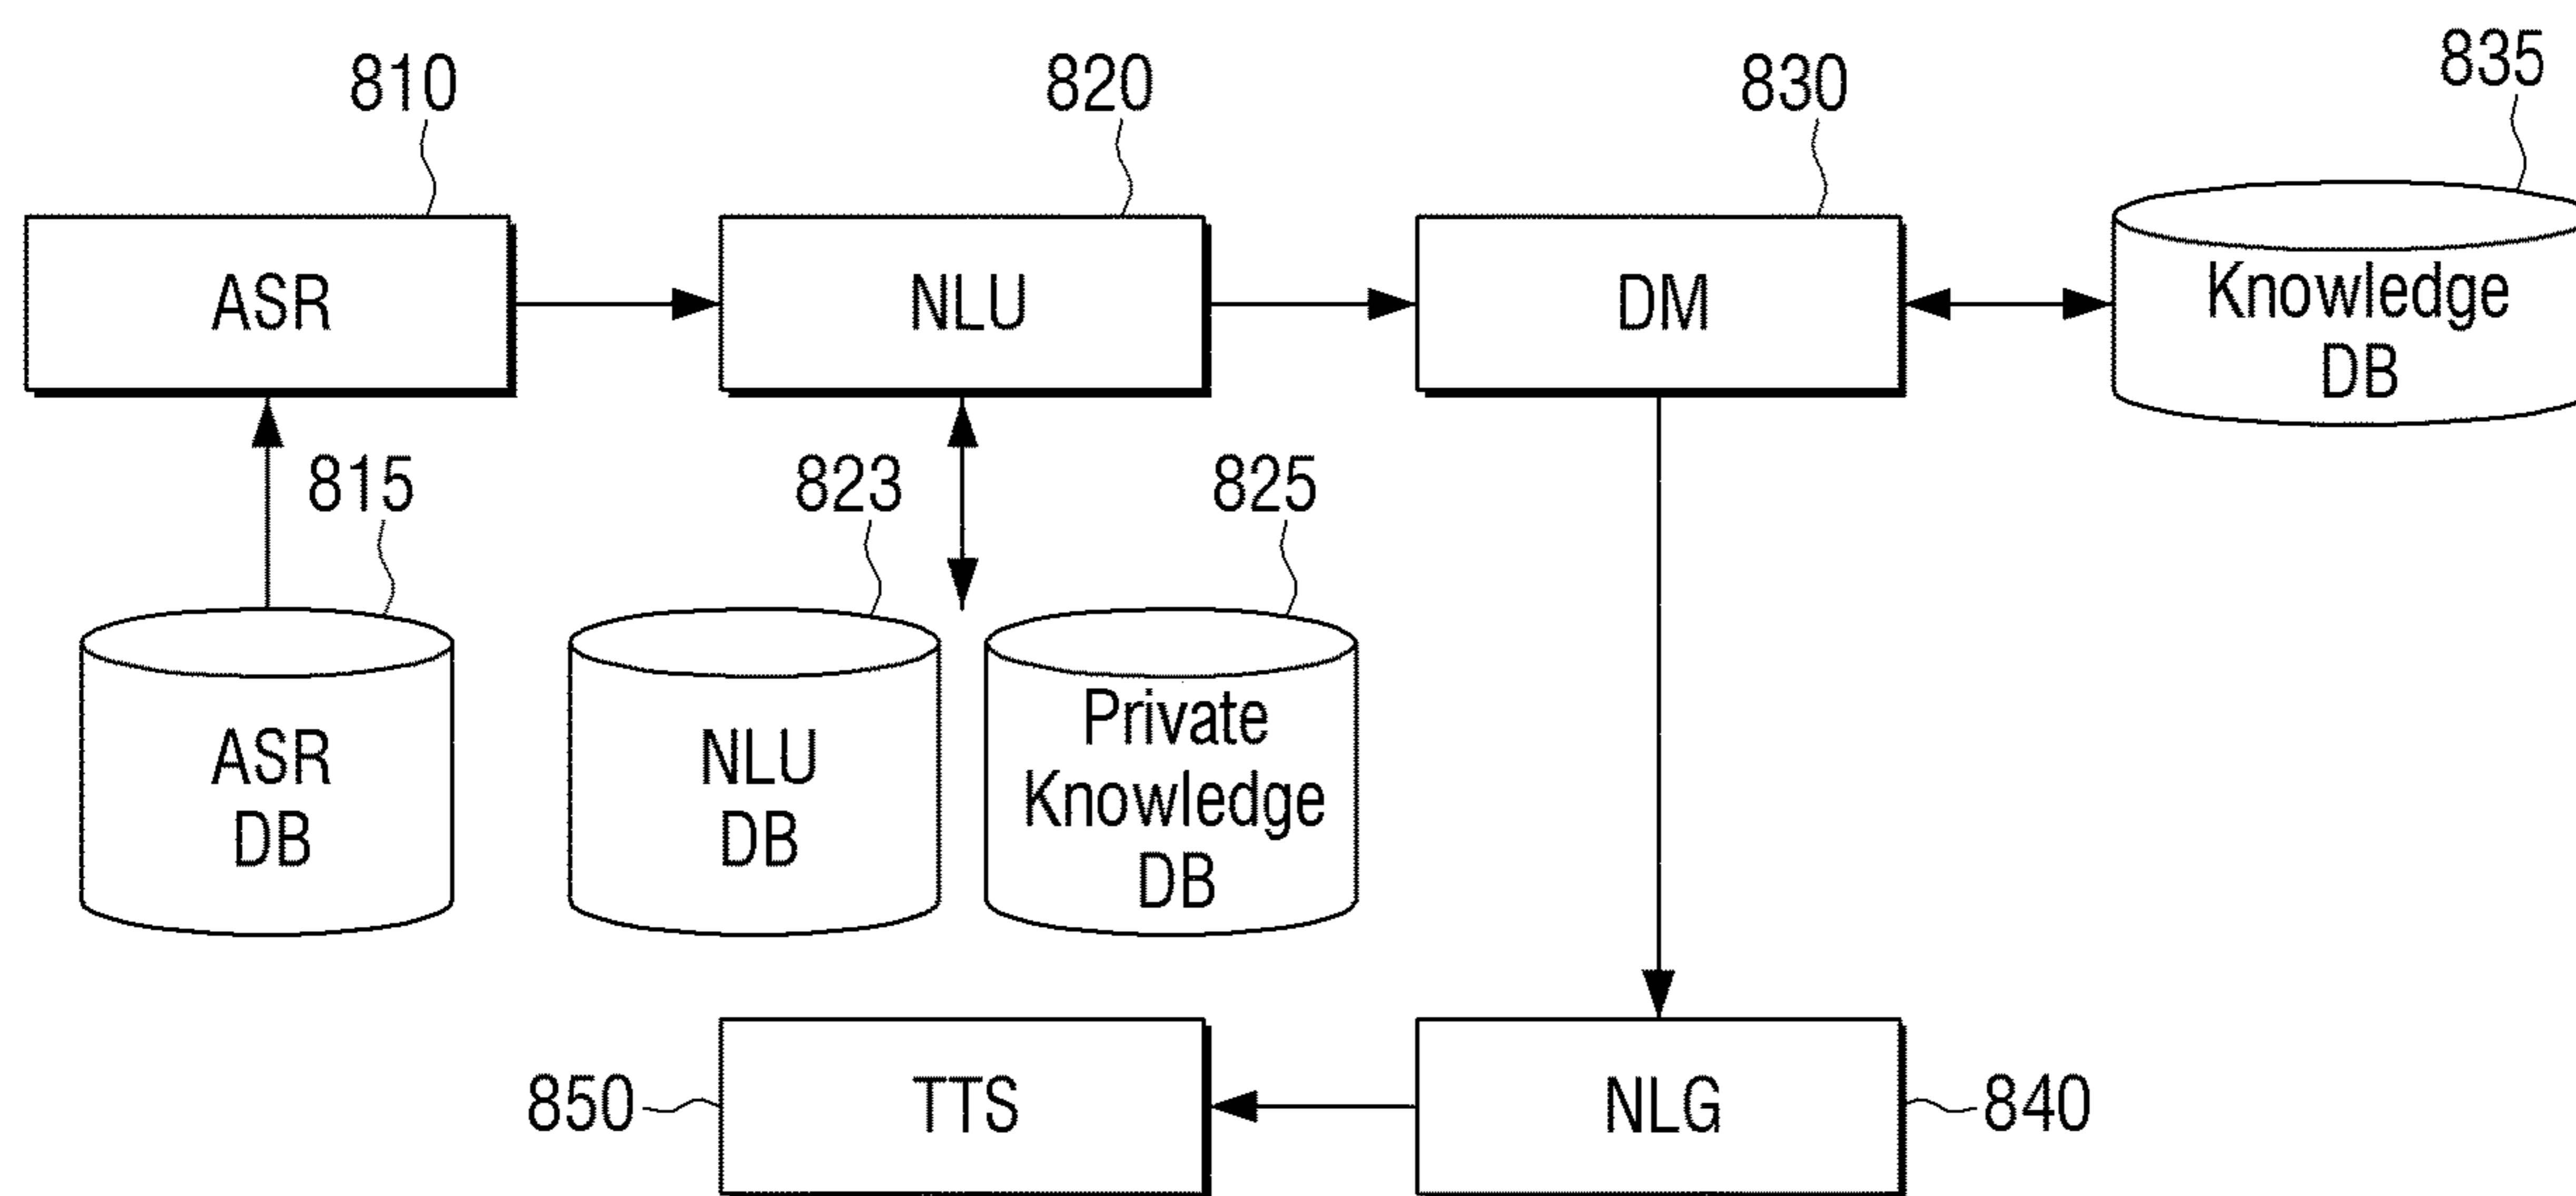 810
820
830
835
ASR
NLU
DM
Knowledge
DB
815
823
825
ASR
DB
NLU
DB
Private
Knowledge
DB
850
TTS
NLG
840